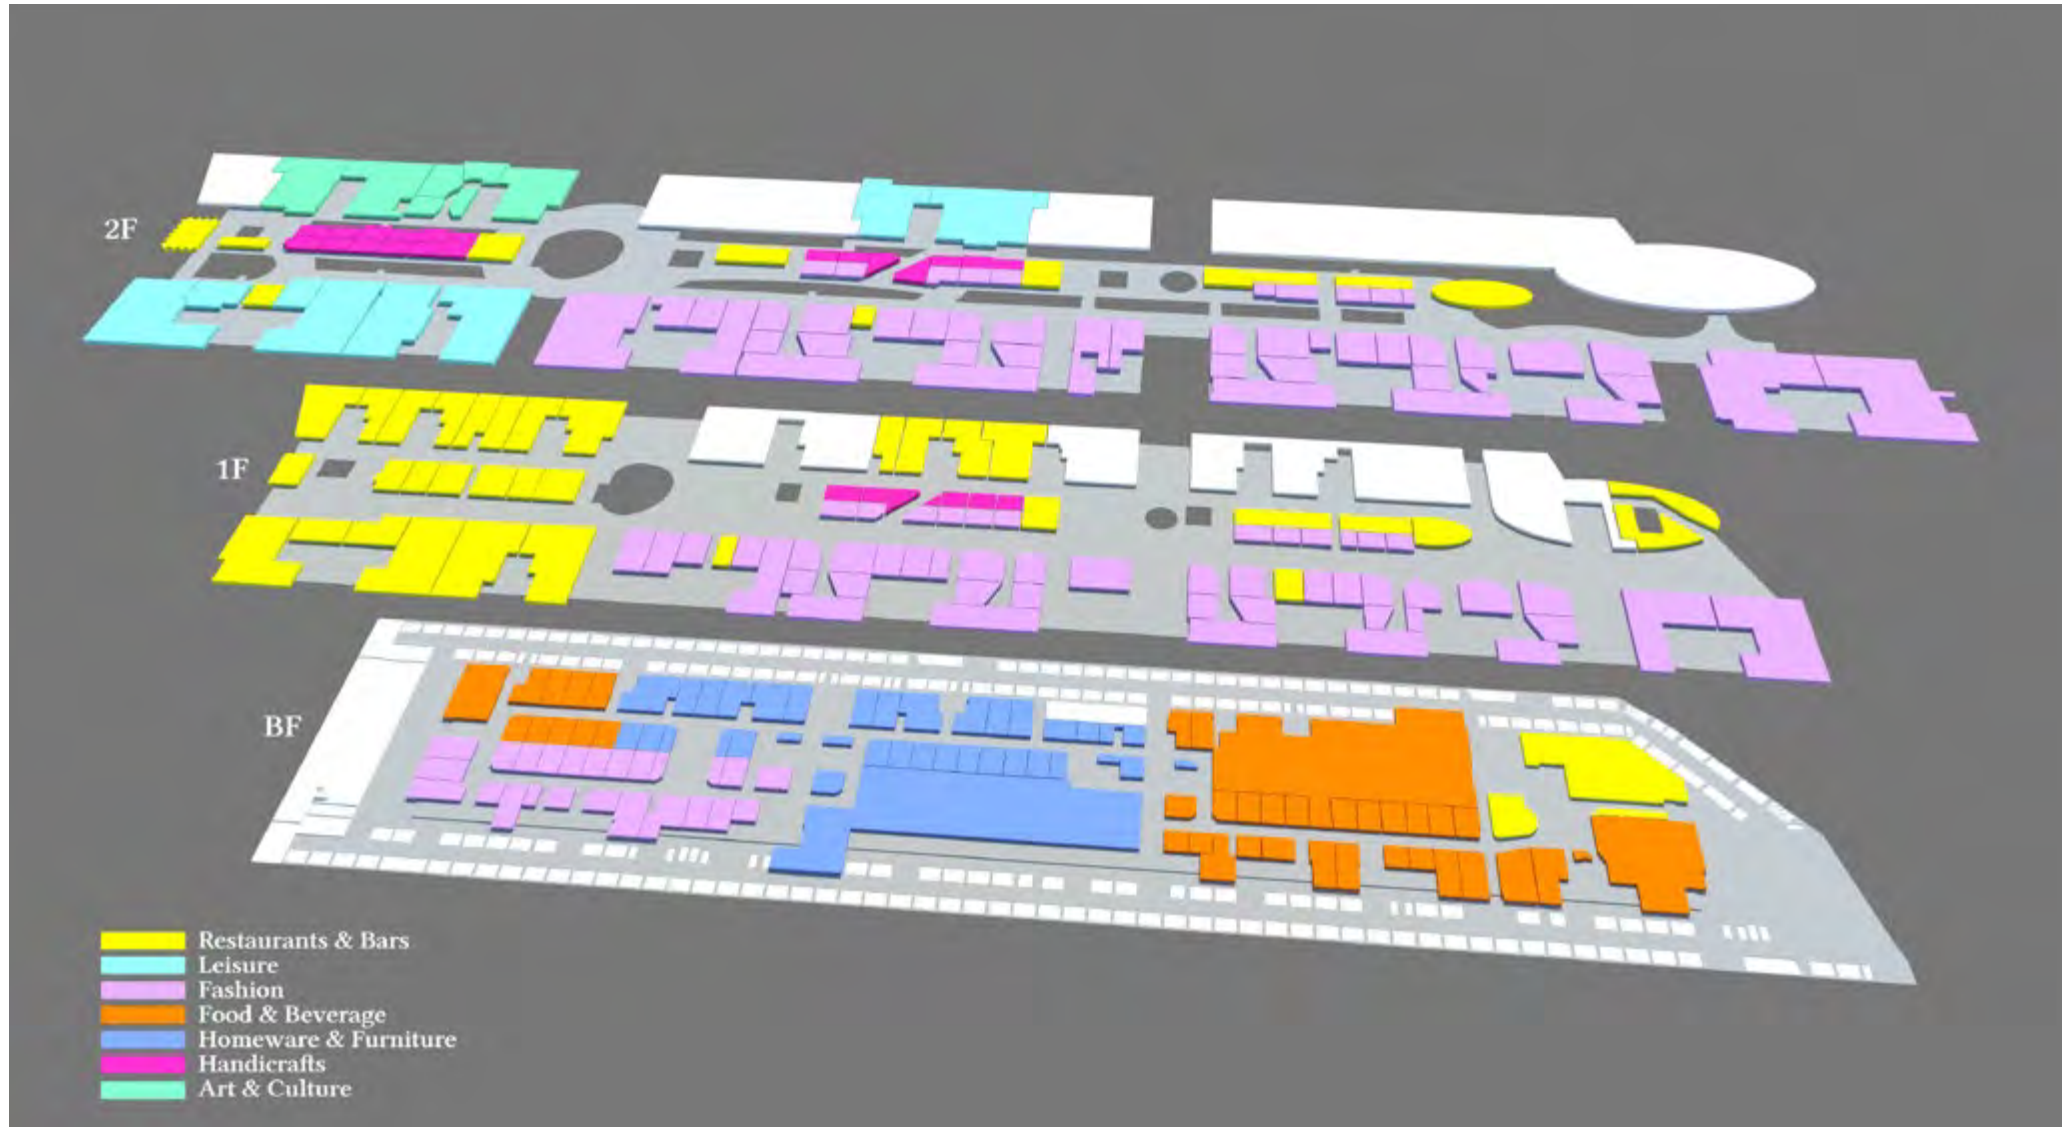 2F
1F
BF
Restaurants & Bars
Leisure
Fashion
Food & Beverage
Homeware & Furniture
Handicrafts
Art & Culture